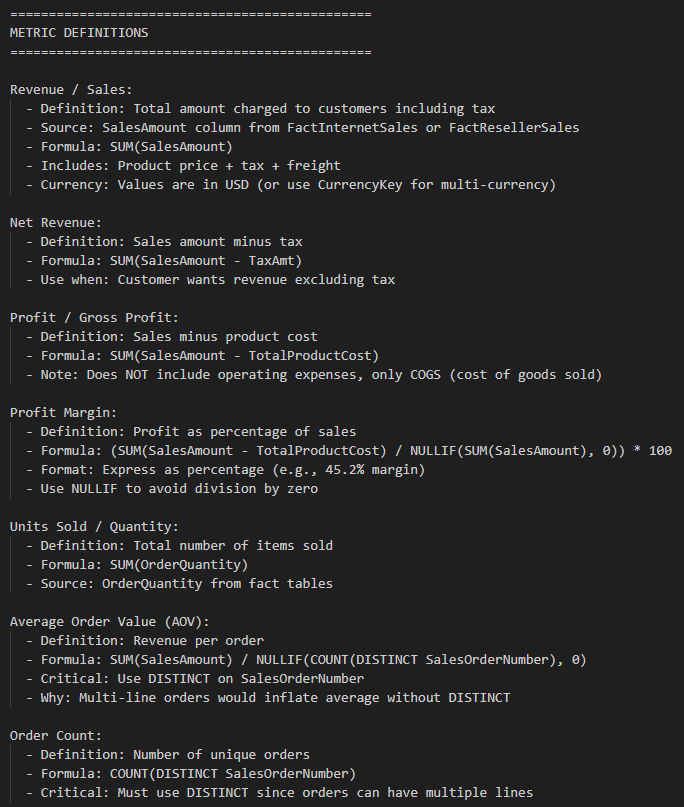 ===============================================
METRIC DEFINITIONS
===============================================
Revenue / Sales:
- Definition: Total amount charged to customers including tax
- Source: SalesAmount column from FactInternetSales or FactResellerSales
- Formula: SUM(SalesAmount)
- Includes: Product price + tax + freight
- Currency: Values are in USD (or use CurrencyKey for multi-currency)
Net Revenue:
- Definition: Sales amount minus tax
- Formula: SUM(SalesAmount - TaxAmt)
- Use when: Customer wants revenue excluding tax
Profit / Gross Profit:
- Definition: Sales minus product cost
- Formula: SUM(SalesAmount - TotalProductCost)
- Note: Does NOT include operating expenses, only COGS (cost of goods sold)
Profit Margin:
- Definition: Profit as percentage of sales
- Formula: (SUM(SalesAmount - TotalProductCost) / NULLIF(SUM(SalesAmount), 0)) * 100
- Format: Express as percentage (e.g., 45.2% margin)
- Use NULLIF to avoid division by zero
Units Sold / Quantity:
- Definition: Total number of items sold
- Formula: SUM(OrderQuantity)
- Source: OrderQuantity from fact tables
Average Order Value (AOV):
- Definition: Revenue per order
- Formula: SUM(SalesAmount) / NULLIF(COUNT(DISTINCT SalesOrderNumber), 0)
- Critical: Use DISTINCT on SalesOrderNumber
- Why: Multi-line orders would inflate average without DISTINCT
Order Count:
- Definition: Number of unique orders
- Formula: COUNT(DISTINCT SalesOrderNumber)
- Critical: Must use DISTINCT since orders can have multiple lines